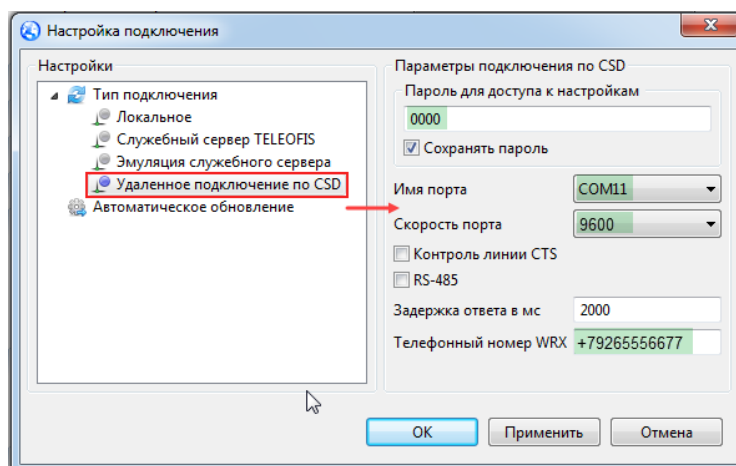 Настройка подключения
Настройки
Тип подключения
Локальное
Служебный сервер TELEOFIS
Эмуляция служебного сервера
Удаленное подключение по CSD
Автоматическое обновление
Параметры подключения по CSD
Пароль для доступа к настройкам
0000
Сохранять пароль
Имя порта COM11
Скорость порта 9600
Контроль линии CTS
RS-485
Задержка ответа в мс 2000
Телефонный номер WRX +79265556677
OK Применить Отмена